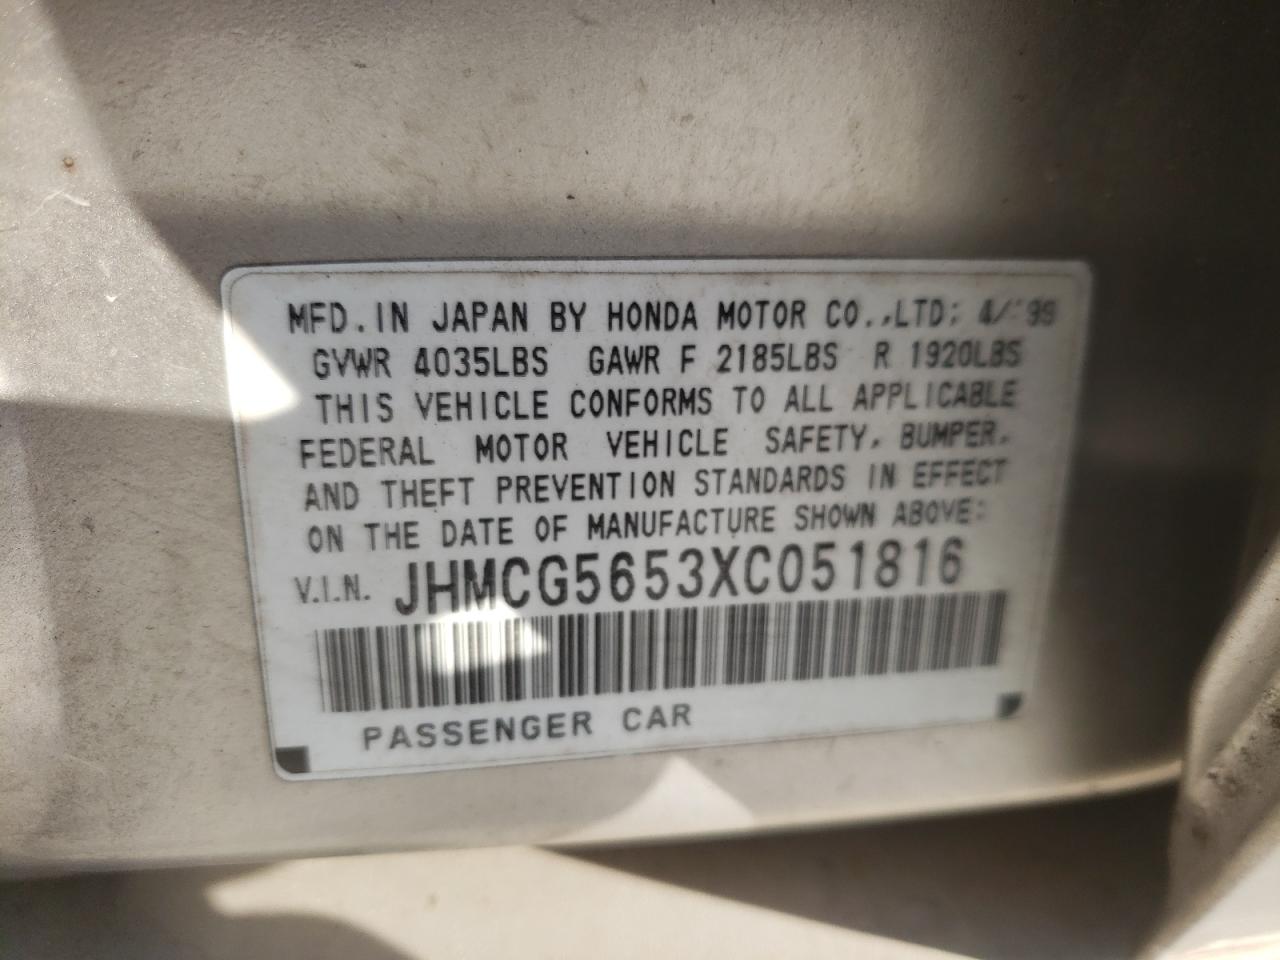 MFD. IN JAPAN BY HONDA MOTOR CO.,LTD; 4/'99
GVWR 4035LBS GAWR F 2185LBS R 1920LBS
THIS VEHICLE CONFORMS TO ALL APPLICABLE
FEDERAL MOTOR VEHICLE SAFETY, BUMPER,
AND THEFT PREVENTION STANDARDS IN EFFECT
ON THE DATE OF MANUFACTURE SHOWN ABOVE:
V.I.N. JHMCG5653XC051816
PASSENGER CAR